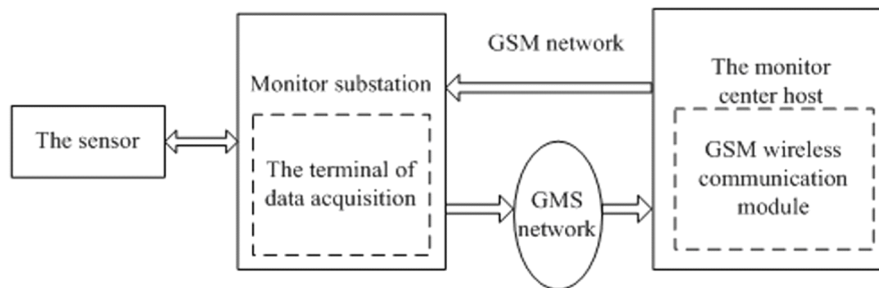 The sensor
Monitor substation
The terminal of
data acquisition
GSM network
GMS
network
The monitor
center host
GSM wireless
communication
module